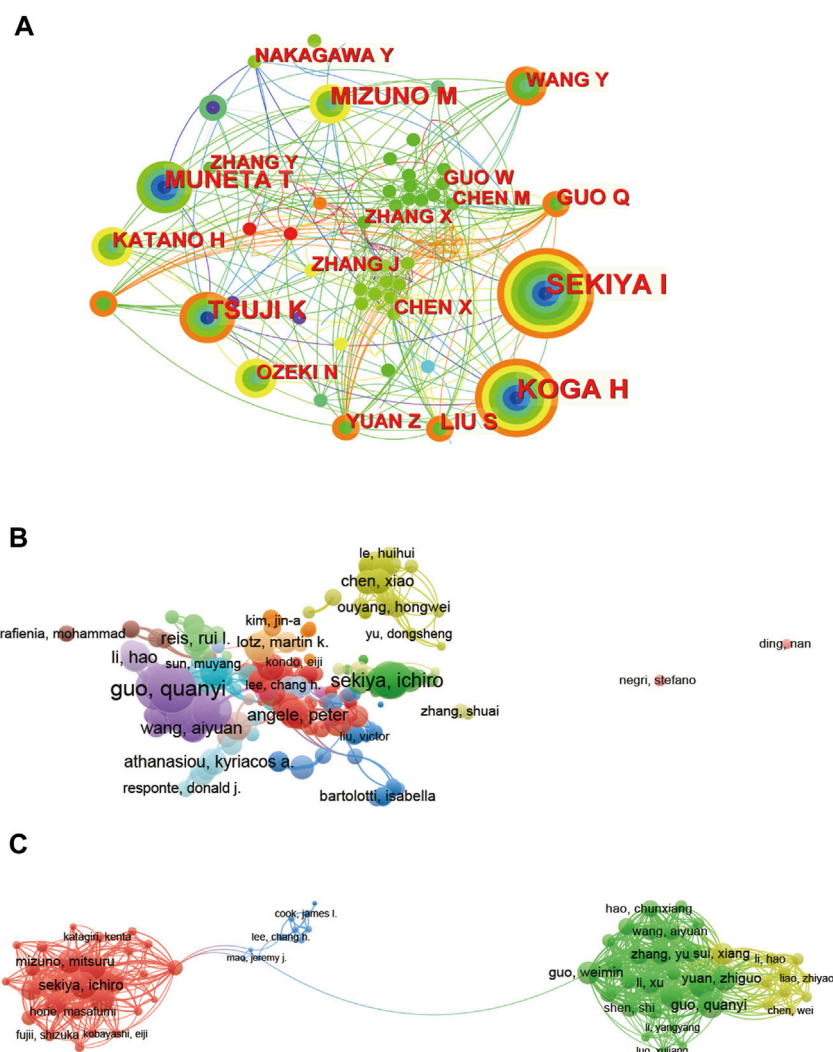 A
NAKAGAWA Y
WANG Y
MIZUNO M
ZHANG Y
MUNETA T
GUO W
CHEN M
GUO Q
ZHANG X
KATANO H
ZHANG J
SEKIYA I
TSUJI K
CHEN X
OZEKI N
KOGA H
YUAN Z
LIU S
B
le, huihui
chen, xiao
ouyang, hongwei
kim, jin-a
rafienia, mohammad
reis, rui l.
lotz, martin k.
yu, dongsheng
ding, nan
li, hao
sun, muyang
kondo, eiji
guo, quanyi
lee, chang h.
sekiya, ichiro
negri, stefano
wang, aiyuan
angele, peter
zhang, shuai
liu, victor
athanasiou, kyriacos a.
responte, donald j.
bartolotti, isabella
C
cook, james l.
hao, chunxiang
katagiri, kenta
lee, chang h.
wang, aiyuan
mizuno, mitsuru
mao, jeremy j.
zhang, yu
sui, xiang
li, hao
guo, weimin
sekiya, ichiro
li, xu
yuan, zhiguo
liao, zhiyao
horie, masafumi
shen, shi
guo, quanyi
chen, wei
fujii, shizuka
kobayashi, eiji
li, yangyang
luo, xujiang